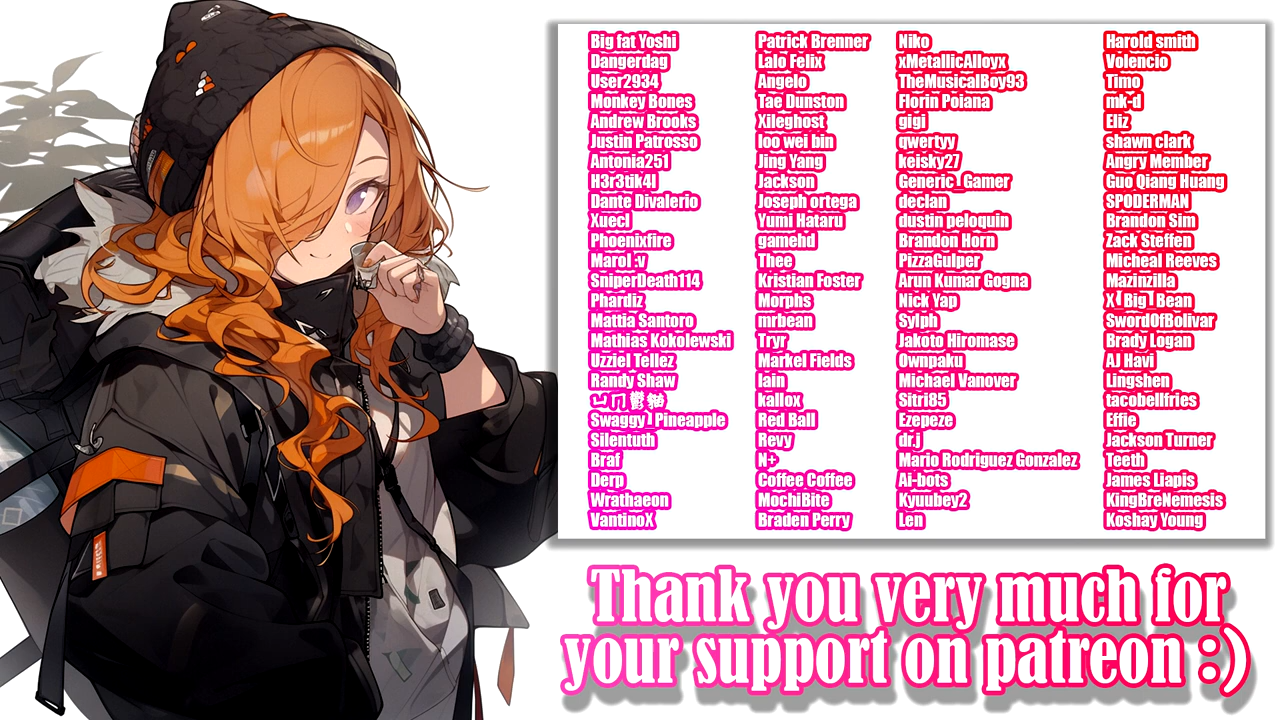 Big fat Yoshi
Dangerdag
User2934
Monkey Bones
Andrew Brooks
Justin Patrosso
Antonia251
H3r3tik4l
Dante Divalerio
Xuecl
Phoenixfire
Marol :v
SniperDeath114
Phardiz
Mattia Santoro
Mathias Kokolewski
Uzziel Tellez
Randy Shaw
Swaggy_Pineapple
Silentuth
Braf
Derp
Wrathaeon
VantinoX
Patrick Brenner
Lalo Felix
Angelo
Tae Dunston
Xileghost
loo wei bin
Jing Yang
Jackson
Joseph ortega
Yumi Hataru
gamehd
Thee
Kristian Foster
Morphs
mrbean
Tryr
Markel Fields
Iain
kallox
Red Ball
Revy
N+
Coffee Coffee
MochiBite
Braden Perry
Niko
xMetallicAlloyx
TheMusicalBoy93
Florin Poiana
gigi
qwertyy
keisky27
Generic_Gamer
declan
dustin peloquin
Brandon Horn
PizzaGulper
Arun Kumar Gogna
Nick Yap
Sylph
Jakoto Hiromase
Ownpaku
Michael Vanover
Sitri85
Ezepeze
dr.j
Mario Rodriguez Gonzalez
Ai-bots
Kyuubey2
Len
Harold smith
Volencio
Timo
mk-d
Eliz
shawn clark
Angry Member
Guo Qiang Huang
SPODERMAN
Brandon Sim
Zack Steffen
Micheal Reeves
Mazinzilla
X_Big_Bean
SwordOfBolivar
Brady Logan
AJ Havi
Lingshen
tacobellfries
Effie
Jackson Turner
Teeth
James Liapis
KingBreNemesis
Koshay Young
Thank you very much for
your support on patreon :)